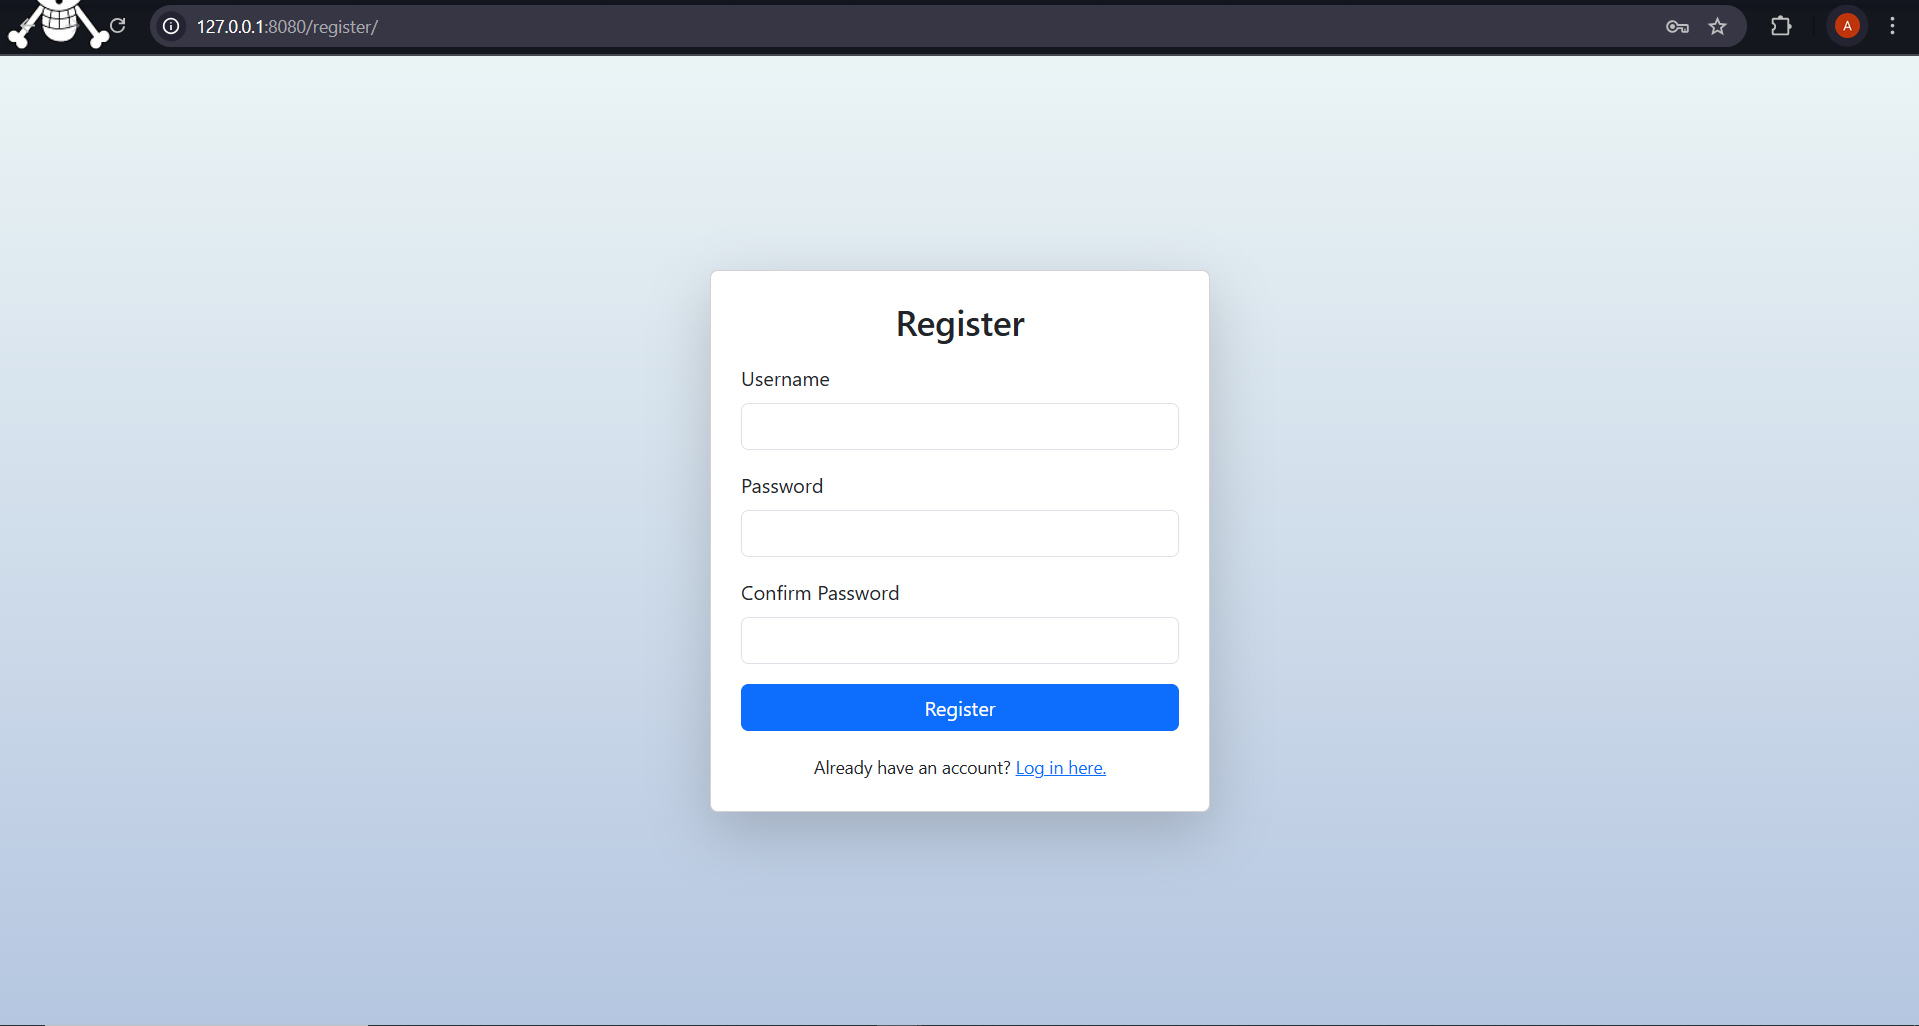 127.0.0.1:8080/register/
A
Register
Username
Password
Confirm Password
Register
Already have an account? Log in here.